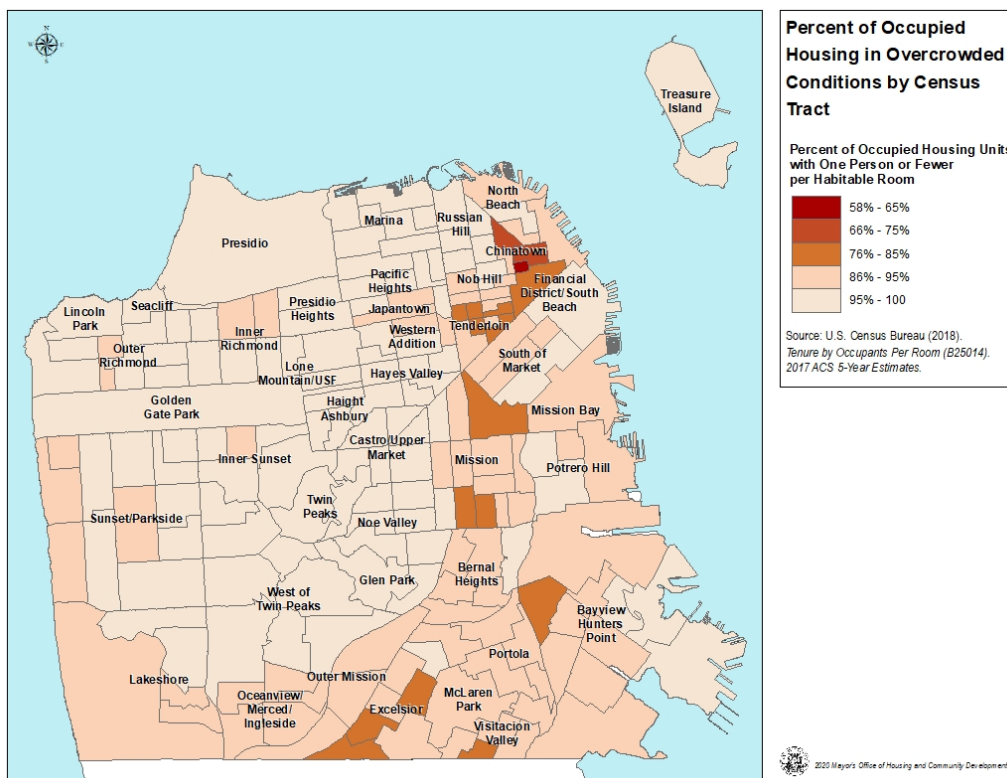 N
W
E
S
Percent of Occupied
Housing in Overcrowded
Conditions by Census
Tract
Percent of Occupied Housing Units
with One Person or Fewer
per Habitable Room
58% - 65%
66% - 75%
76% - 85%
86% - 95%
95% - 100
Source: U.S. Census Bureau (2018).
Tenure by Occupants Per Room (B25014).
2017 ACS 5-Year Estimates.
Treasure
Island
North
Beach
Marina
Russian
Hill
Presidio
Chinatown
Pacific
Heights
Nob Hill
Financial
District/South
Beach
Seacliff
Lincoln
Park
Presidio
Heights
Japantown
Inner
Richmond
Western
Addition
Tenderloin
Outer
Richmond
South of
Market
Lone
Mountain/USF
Hayes Valley
Golden
Gate Park
Haight
Ashbury
Mission Bay
Castro/Upper
Market
Inner Sunset
Mission
Potrero Hill
Twin
Peaks
Sunset/Parkside
Noe Valley
Glen Park
Bernal
Heights
West of
Twin Peaks
Bayview
Hunters
Point
Portola
Lakeshore
Outer Mission
Oceanview/
Merced/
Ingleside
Excelsior
McLaren
Park
Visitacion
Valley
2020 Mayor's Office of Housing and Community Development